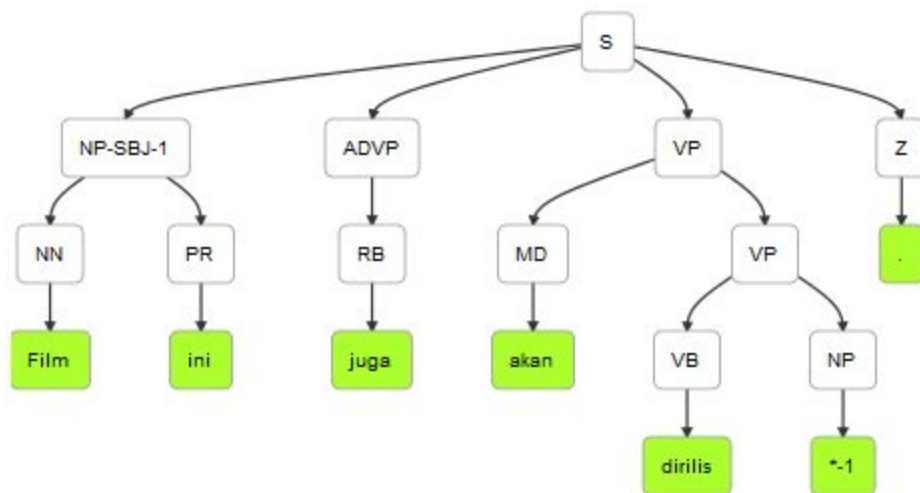 S
NP-SBJ-1 ADVP VP Z
NN PR RB MD VP .
Film ini juga akan VB NP
dirilis *-1